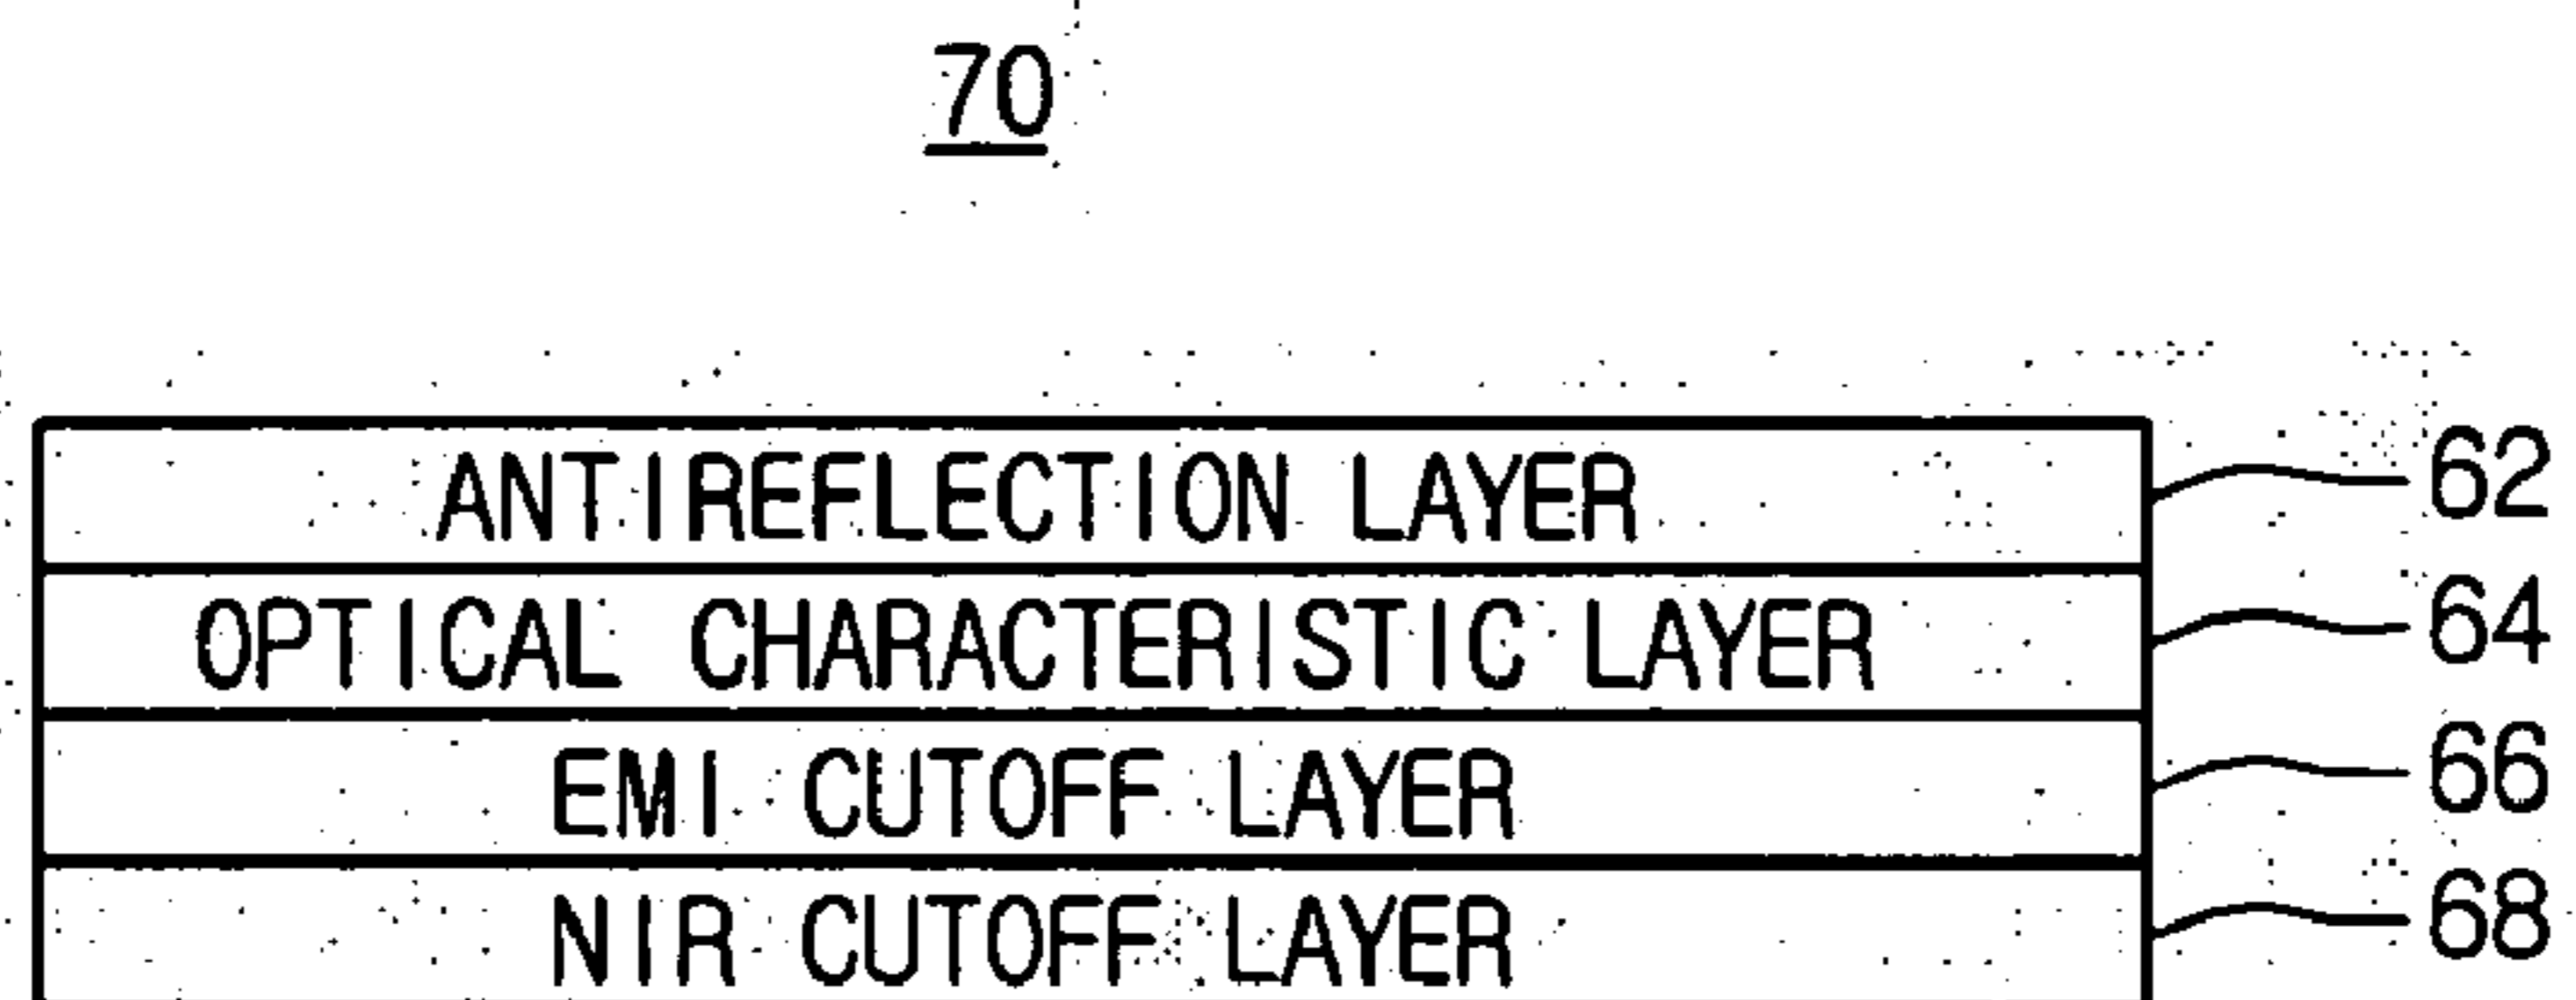 70
ANTIREFLECTION LAYER 62
OPTICAL CHARACTERISTIC LAYER 64
EMI CUTOFF LAYER 66
NIR CUTOFF LAYER 68